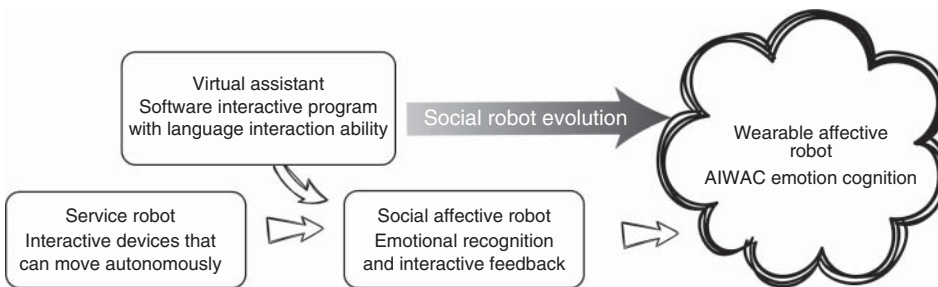 Virtual assistant
Software interactive program
with language interaction ability
Social robot evolution
Wearable affective
robot
AIWAC emotion cognition
Service robot
Interactive devices that
can move autonomously
Social affective robot
Emotional recognition
and interactive feedback